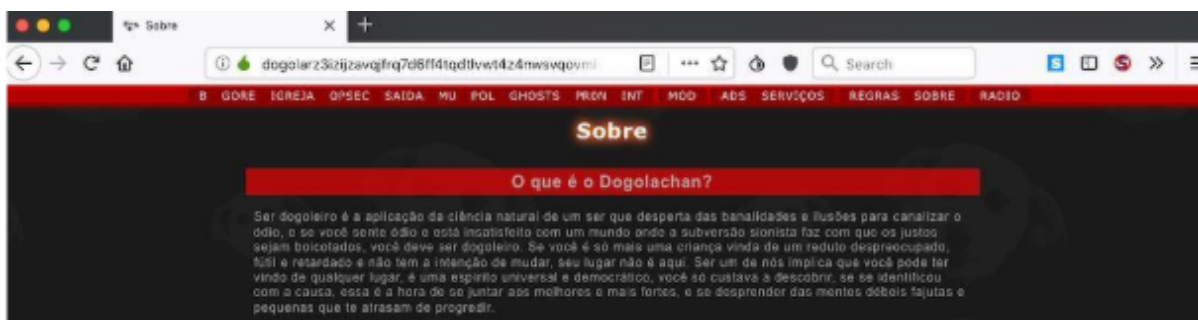 Sobre
dogolarz3izijzavqjfrq7d6ff4tqdtlvwt4z4nwsvqovmi
Search
B GORE IGREJA OPSEC SAIDA MU POL GHOSTS PRON INT MOD ADS SERVIÇOS REGRAS SOBRE RADIO
Sobre
O que é o Dogolachan?
Ser dogoleiro é a aplicação da ciência natural de um ser que desperta das banalidades e ilusões para canalizar o
ódio, e se você sente ódio e está insatisfeito com um mundo onde a subversão sionista faz com que os justos
sejam boicotados, você deve ser dogoleiro. Se você é só mais uma criança vinda de um reduto despreocupado,
fútil e retardado e não tem a intenção de mudar, seu lugar não é aqui. Ser um de nós implica que você pode ter
vindo de qualquer lugar, é uma espírito universal e democrático, você só custava a descobrir, se se identificou
com a causa, essa é a hora de se juntar aos melhores e mais fortes, e se desprender das mentes débeis fajutas e
pequenas que te atrasam de progredir.